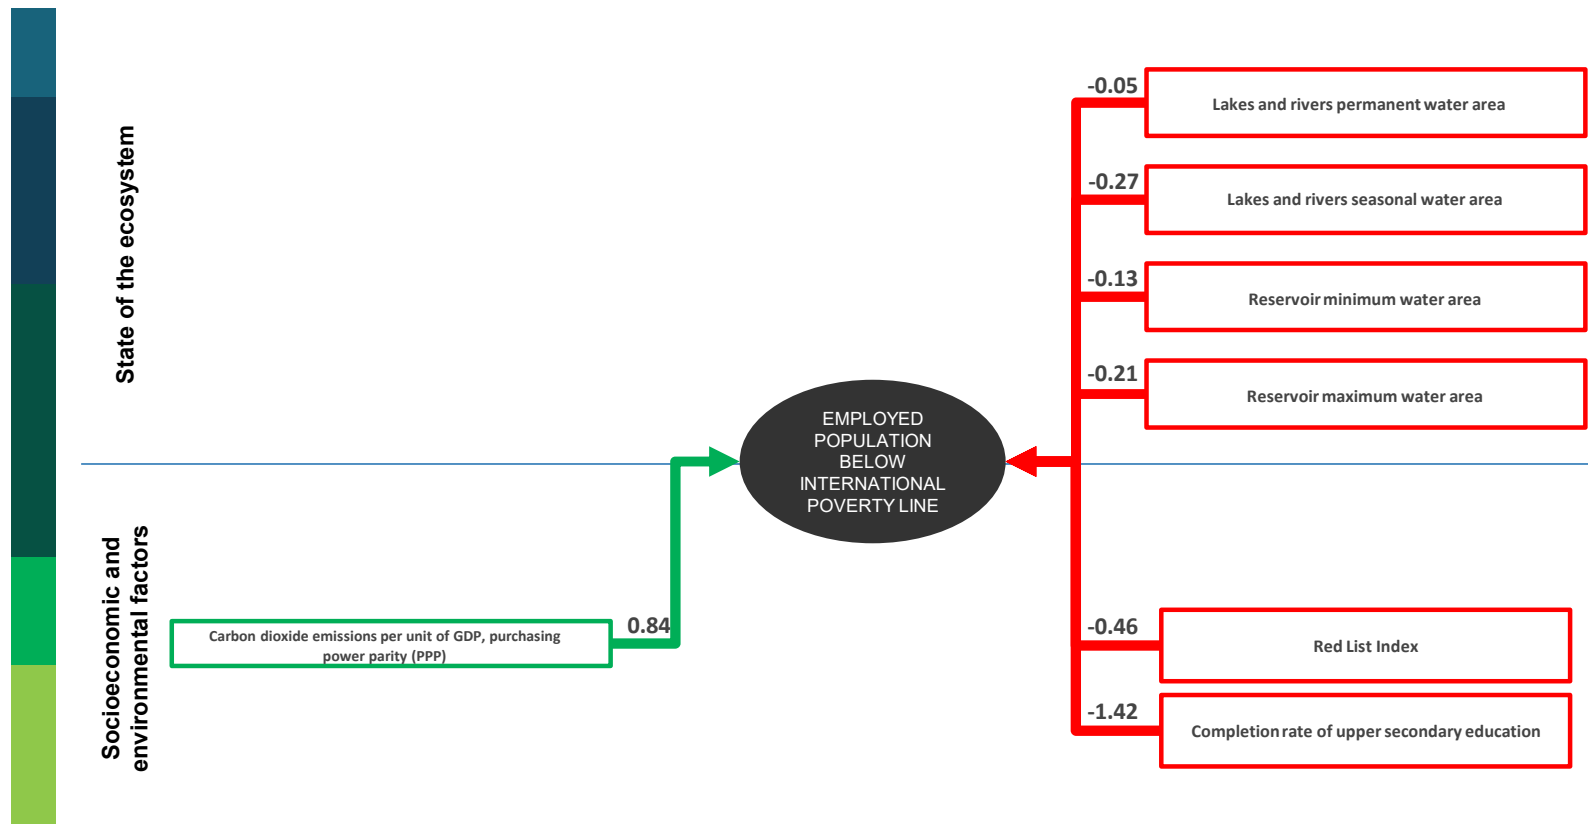 State of the ecosystem
-0.05
Lakes and rivers permanent water area
-0.27
Lakes and rivers seasonal water area
-0.13
Reservoir minimum water area
-0.21
Reservoir maximum water area
EMPLOYED
POPULATION
BELOW
INTERNATIONAL
POVERTY LINE
Socioeconomic and
environmental factors
Carbon dioxide emissions per unit of GDP, purchasing
power parity (PPP)
0.84
-0.46
Red List Index
-1.42
Completion rate of upper secondary education